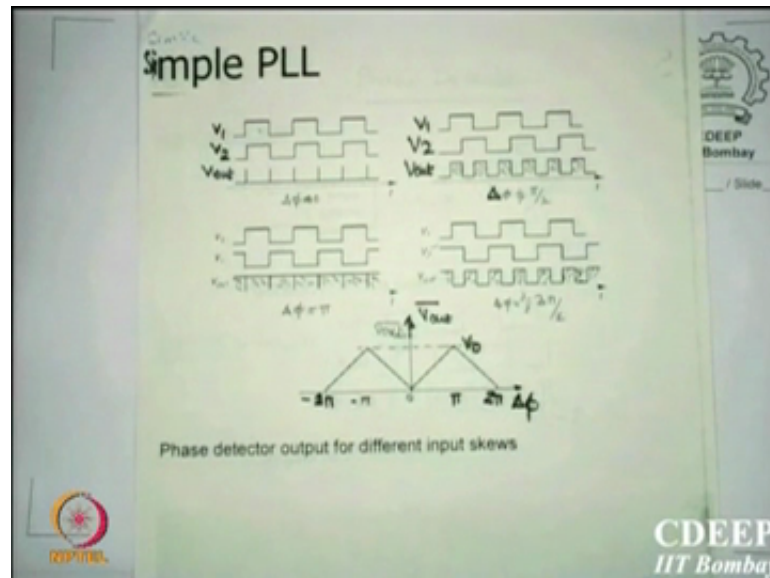 Simple PLL
V1
V2
Vout
Δφ=0
V1
V2
Vout
Δφ = π/2
Δφ=π
Vout
V0
-2π -π 0 π 2π Δφ
Phase detector output for different input skews
CDEEP
Bombay
/ Slide
NPTEL
CDEEP
IIT Bombay